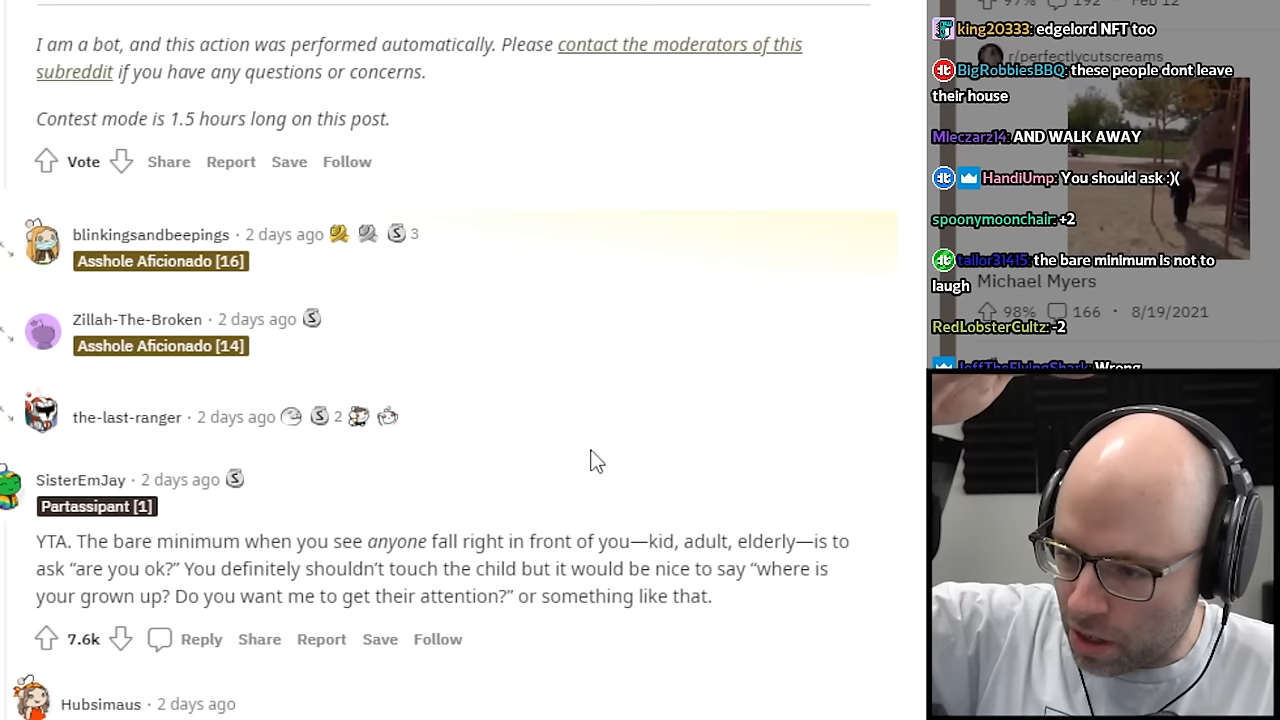 I am a bot, and this action was performed automatically. Please contact the moderators of this
subreddit if you have any questions or concerns.
Contest mode is 1.5 hours long on this post.
Vote Share Report Save Follow
blinkingsandbeepings · 2 days ago 3
Asshole Aficionado [16]
Zillah-The-Broken · 2 days ago
Asshole Aficionado [14]
the-last-ranger · 2 days ago 2
SisterEmJay · 2 days ago
Partassipant [1]
YTA. The bare minimum when you see anyone fall right in front of you—kid, adult, elderly—is to
ask “are you ok?” You definitely shouldn’t touch the child but it would be nice to say “where is
your grown up? Do you want me to get their attention?” or something like that.
7.6k Reply Share Report Save Follow
Hubsimaus · 2 days ago
97% 192 · Feb 12
king20333: edgelord NFT too
r/perfectlycutscreams
BigRobbiesBBQ: these people dont leave
their house
Mleczarz14: AND WALK AWAY
HandiUmp: You should ask :)(
spoonymoonchair: +2
tailor31415: the bare minimum is not to
laugh
Michael Myers
98% 166 · 8/19/2021
RedLobsterCultz: -2
JeffTheFlyingShark: Wrong